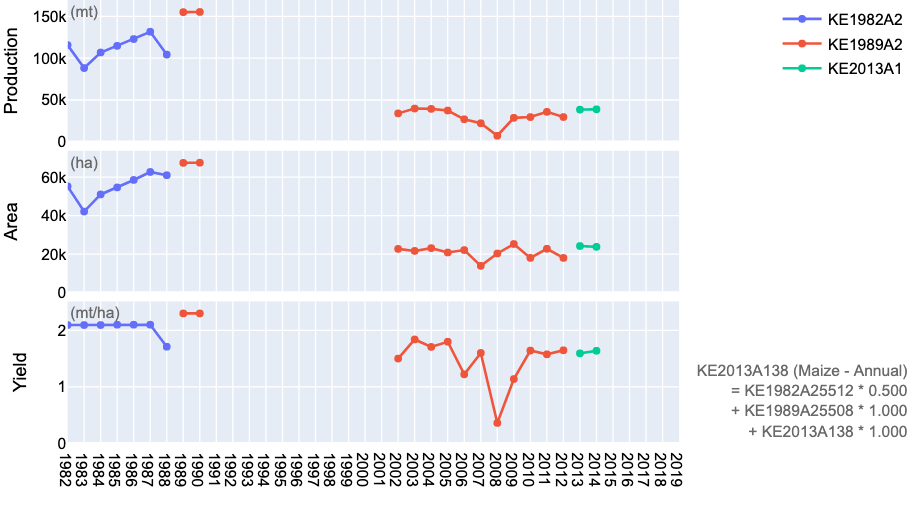 (mt)
150k
100k
50k
0
Production
(ha)
60k
40k
20k
0
Area
(mt/ha)
2
1
0
Yield
1982
1983
1984
1985
1986
1987
1988
1989
1990
1991
1992
1993
1994
1995
1996
1997
1998
1999
2000
2001
2002
2003
2004
2005
2006
2007
2008
2009
2010
2011
2012
2013
2014
2015
2016
2017
2018
2019
KE1982A2
KE1989A2
KE2013A1
KE2013A138 (Maize - Annual)
= KE1982A25512 * 0.500
+ KE1989A25508 * 1.000
+ KE2013A138 * 1.000